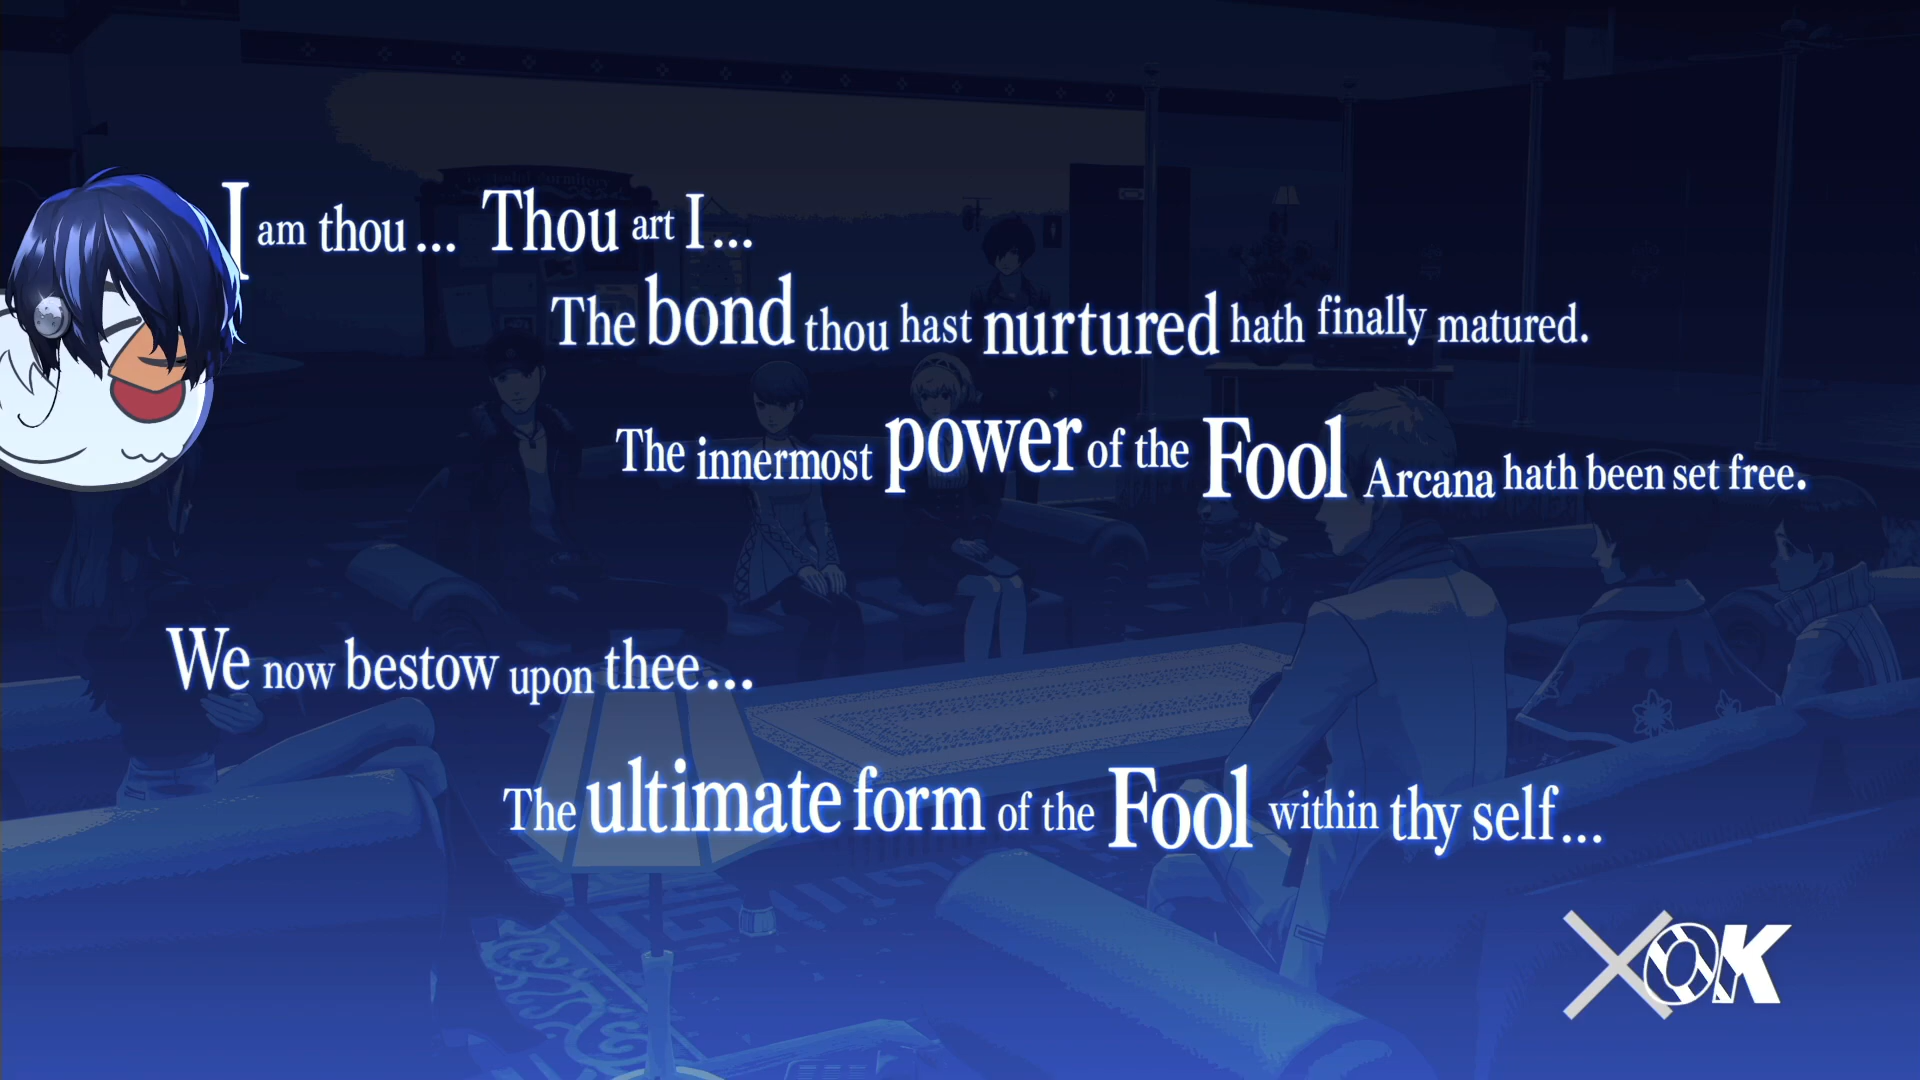 I am thou... Thou art I...
The bond thou hast nurtured hath finally matured.
The innermost power of the Fool Arcana hath been set free.
We now bestow upon thee...
The ultimate form of the Fool within thy self...
OK